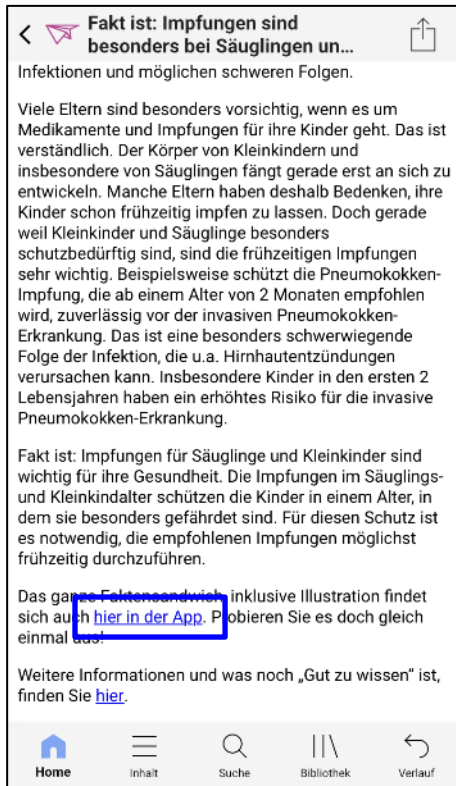 Fakt ist: Impfungen sind
besonders bei Säuglingen un...
Infektionen und möglichen schweren Folgen.
Viele Eltern sind besonders vorsichtig, wenn es um
Medikamente und Impfungen für ihre Kinder geht. Das ist
verständlich. Der Körper von Kleinkindern und
insbesondere von Säuglingen fängt gerade erst an sich zu
entwickeln. Manche Eltern haben deshalb Bedenken, ihre
Kinder schon frühzeitig impfen zu lassen. Doch gerade
weil Kleinkinder und Säuglinge besonders
schutzbedürftig sind, sind die frühzeitigen Impfungen
sehr wichtig. Beispielsweise schützt die Pneumokokken-
Impfung, die ab einem Alter von 2 Monaten empfohlen
wird, zuverlässig vor der invasiven Pneumokokken-
Erkrankung. Das ist eine besonders schwerwiegende
Folge der Infektion, die u.a. Hirnhautentzündungen
verursachen kann. Insbesondere Kinder in den ersten 2
Lebensjahren haben ein erhöhtes Risiko für die invasive
Pneumokokken-Erkrankung.
Fakt ist: Impfungen für Säuglinge und Kleinkinder sind
wichtig für ihre Gesundheit. Die Impfungen im Säuglings-
und Kleinkindalter schützen die Kinder in einem Alter, in
dem sie besonders gefährdet sind. Für diesen Schutz ist
es notwendig, die empfohlenen Impfungen möglichst
frühzeitig durchzuführen.
Das ganze Faktensandwich inklusive Illustration findet
sich auch hier in der App. Probieren Sie es doch gleich
einmal aus!
Weitere Informationen und was noch „Gut zu wissen“ ist,
finden Sie hier.
Home Inhalt Suche Bibliothek Verlauf